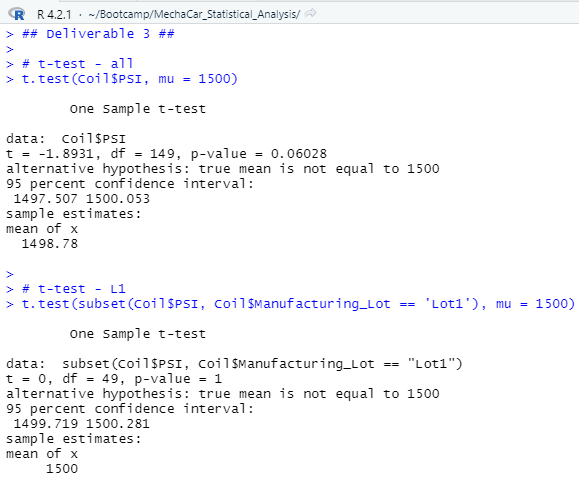 R R 4.2.1 · ~/Bootcamp/MechaCar_Statistical_Analysis/
> ## Deliverable 3 ##
>
> # t-test - all
> t.test(Coil$PSI, mu = 1500)
One Sample t-test
data:  Coil$PSI
t = -1.8931, df = 149, p-value = 0.06028
alternative hypothesis: true mean is not equal to 1500
95 percent confidence interval:
1497.507 1500.053
sample estimates:
mean of x
1498.78
>
> # t-test - L1
> t.test(subset(Coil$PSI, Coil$Manufacturing_Lot == 'Lot1'), mu = 1500)
One Sample t-test
data:  subset(Coil$PSI, Coil$Manufacturing_Lot == "Lot1")
t = 0, df = 49, p-value = 1
alternative hypothesis: true mean is not equal to 1500
95 percent confidence interval:
1499.719 1500.281
sample estimates:
mean of x
1500